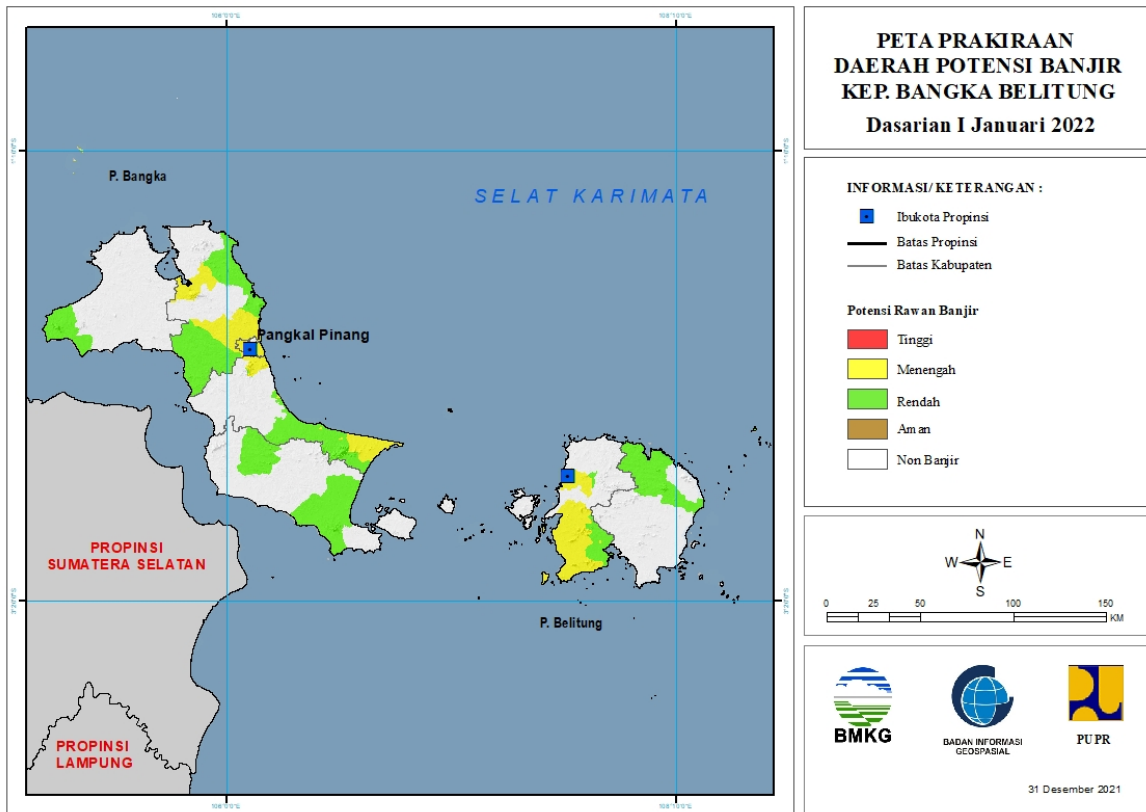 PETA PRAKIRAAN
DAERAH POTENSI BANJIR
KEP. BANGKA BELITUNG
Dasarian I Januari 2022
P. Bangka
SELAT KARIMATA
Pangkal Pinang
P. Belitung
PROPINSI
SUMATERA SELATAN
PROPINSI
LAMPUNG
INFORMASI/ KETERANGAN :
Ibukota Propinsi
Batas Propinsi
Batas Kabupaten
Potensi Rawan Banjir
Tinggi
Menengah
Rendah
Aman
Non Banjir
N
W E
S
0 25 50 100 150
KM
BMKG
BADAN INFORMASI
GEOSPASIAL
PUPR
31 Desember 2021